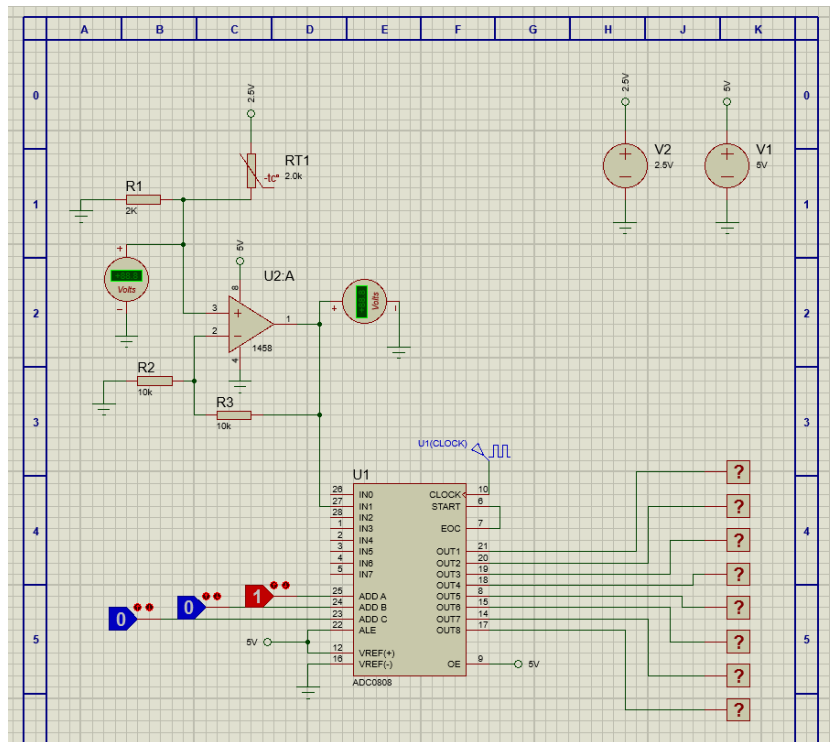 A B C D E F G H J K
0 0
2.5V 2.5V 5V
RT1
-tc°
2.0k
V2
2.5V
V1
5V
1 1
R1
2K
5V
U2:A
+
Volts
−
8
3
+
2
−
1
4
1458
+
Volts
−
2 2
R2
10k
R3
10k
3 3
U1(CLOCK)
U1
26 IN0 CLOCK 10
27 IN1 START 6
28 IN2
1 IN3 EOC 7
2 IN4
3 IN5 OUT1 21
4 IN6 OUT2 20
5 IN7 OUT3 19
OUT4 18
25 ADD A OUT5 8
24 ADD B OUT6 15
23 ADD C OUT7 14
22 ALE OUT8 17
12 VREF(+)
16 VREF(-) OE 9
ADC0808
5V
5V
0 0 1
4 4
5 5
?
?
?
?
?
?
?
?